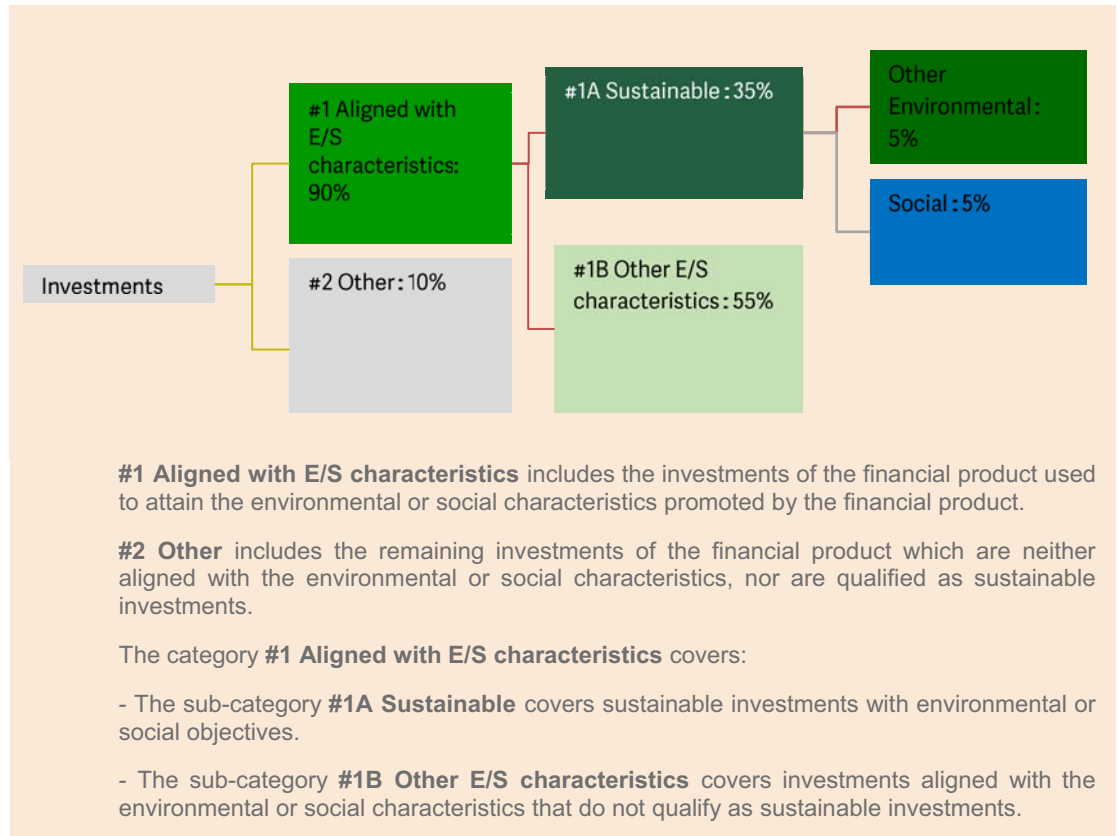 Investments
#1 Aligned with
E/S
characteristics:
90%
#2 Other: 10%
#1A Sustainable: 35%
#1B Other E/S
characteristics: 55%
Other
Environmental:
5%
Social: 5%
#1 Aligned with E/S characteristics includes the investments of the financial product used
to attain the environmental or social characteristics promoted by the financial product.
#2 Other includes the remaining investments of the financial product which are neither
aligned with the environmental or social characteristics, nor are qualified as sustainable
investments.
The category #1 Aligned with E/S characteristics covers:
- The sub-category #1A Sustainable covers sustainable investments with environmental or
social objectives.
- The sub-category #1B Other E/S characteristics covers investments aligned with the
environmental or social characteristics that do not qualify as sustainable investments.